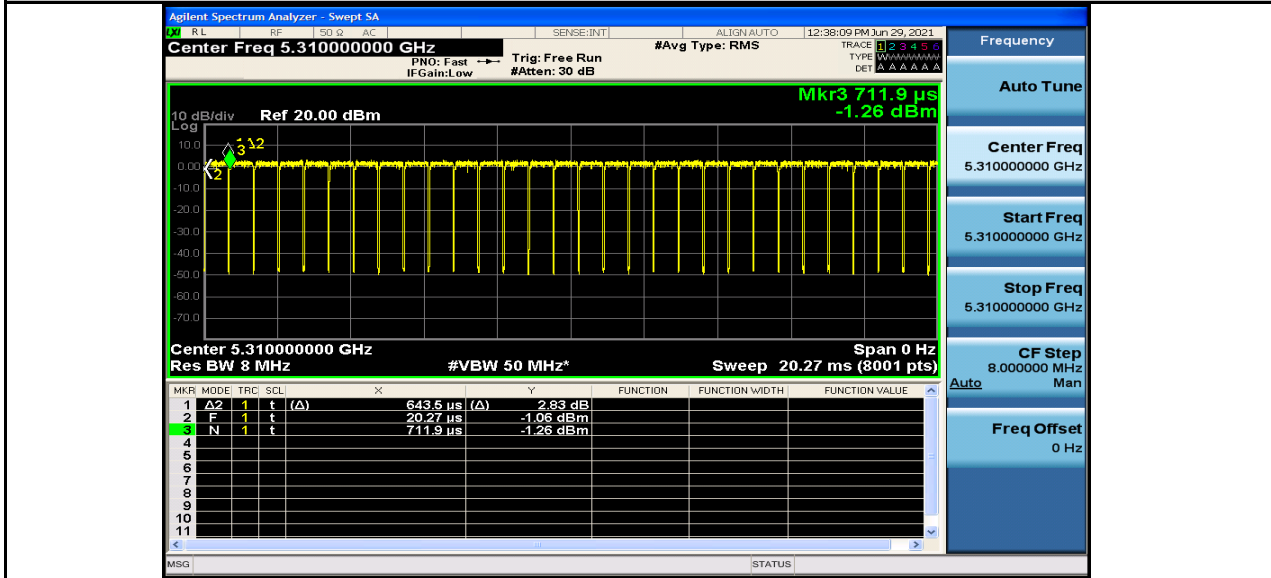 Agilent Spectrum Analyzer - Swept SA
LXI RL RF 50 Ω AC SENSE:INT ALIGN AUTO 12:38:09 PM Jun 29, 2021
Center Freq 5.310000000 GHz
PNO: Fast
IFGain:Low
Trig: Free Run
#Atten: 30 dB
#Avg Type: RMS
TRACE 1 2 3 4 5 6
TYPE WWWWWW
DET A A A A A A
Mkr3 711.9 µs
-1.26 dBm
10 dB/div Ref 20.00 dBm
Log
10.0
0.00
-10.0
-20.0
-30.0
-40.0
-50.0
-60.0
-70.0
1Δ2
3
2
Center 5.310000000 GHz Span 0 Hz
Res BW 8 MHz #VBW 50 MHz* Sweep 20.27 ms (8001 pts)
MKR MODE TRC SCL X Y FUNCTION FUNCTION WIDTH FUNCTION VALUE
1 Δ2 1 t (Δ) 643.5 µs (Δ) 2.83 dB
2 F 1 t 20.27 µs -1.06 dBm
3 N 1 t 711.9 µs -1.26 dBm
4
5
6
7
8
9
10
11
MSG STATUS
Frequency
Auto Tune
Center Freq
5.310000000 GHz
Start Freq
5.310000000 GHz
Stop Freq
5.310000000 GHz
CF Step
8.000000 MHz
Auto Man
Freq Offset
0 Hz